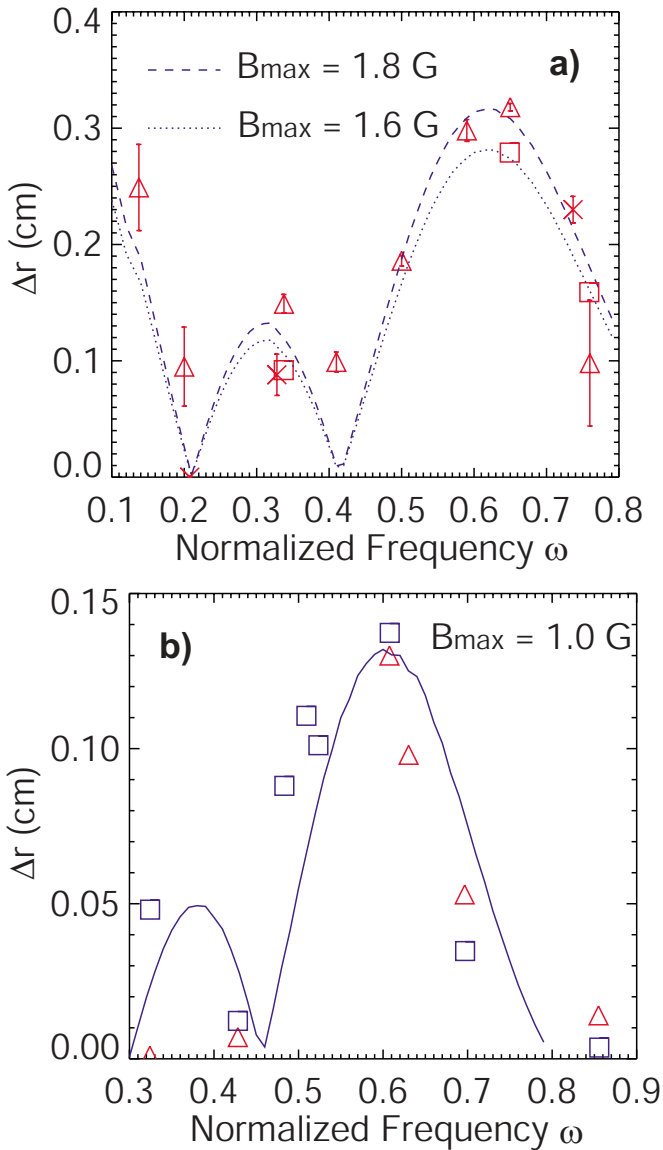 0.4
a)
Bmax = 1.8 G
Bmax = 1.6 G
0.3
0.2
0.1
0.0
Δr (cm)
0.1 0.2 0.3 0.4 0.5 0.6 0.7 0.8
Normalized Frequency ω
0.15
b)
Bmax = 1.0 G
0.10
0.05
0.00
Δr (cm)
0.3 0.4 0.5 0.6 0.7 0.8 0.9
Normalized Frequency ω